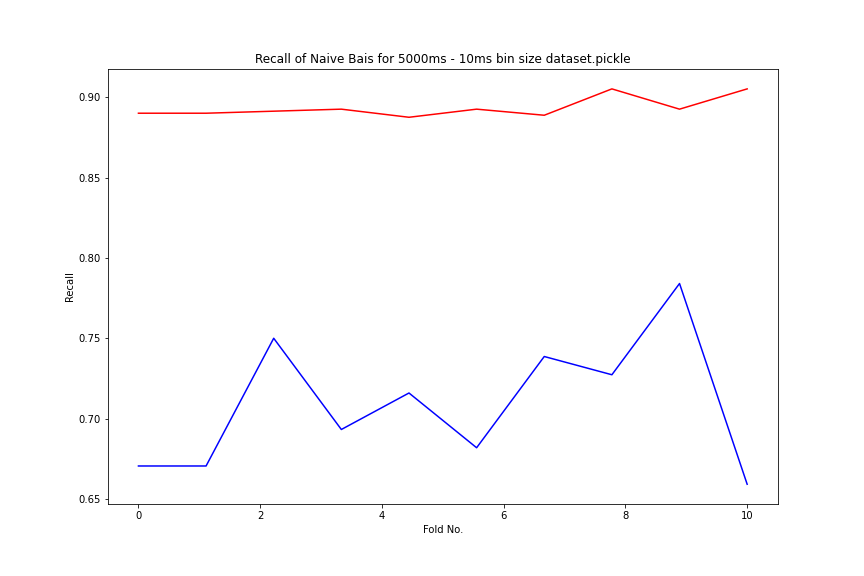 Recall of Naive Bais for 5000ms - 10ms bin size dataset.pickle
0.90
0.85
0.80
0.75
0.70
0.65
Recall
0 2 4 6 8 10
Fold No.